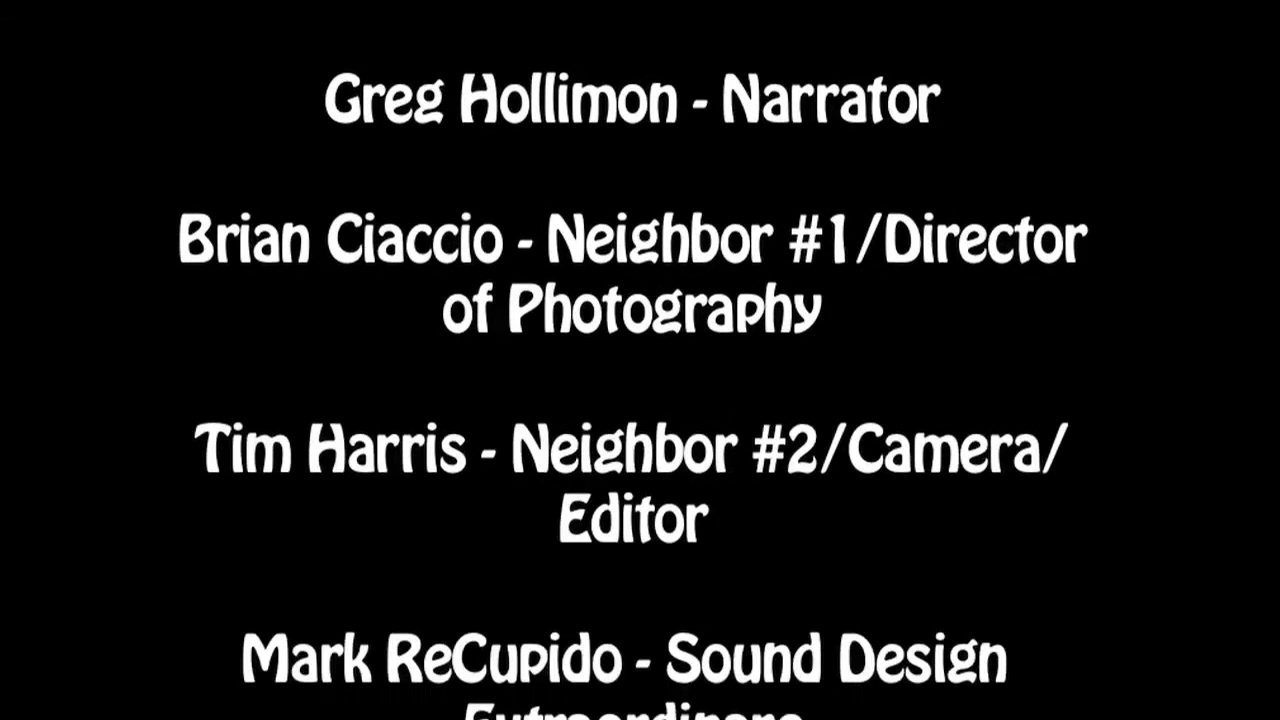 Greg Hollimon - Narrator
Brian Ciaccio - Neighbor #1/Director
of Photography
Tim Harris - Neighbor #2/Camera/
Editor
Mark ReCupido - Sound Design